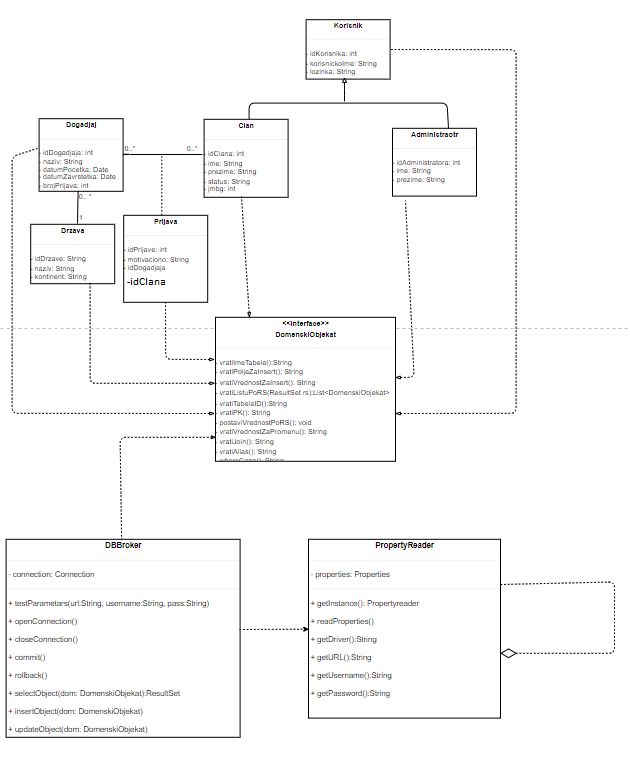 Korisnik
- idKorisnika: int
- korisnickoIme: String
- lozinka: String
Dogadjaj
- idDogadjaja: int
- naziv: String
- datumPocetka: Date
- datumZavrstetka: Date
- brojPrijava: int
0..*
0..*
Clan
- idClana: int
- ime: String
- prezime: String
- status: String
- jmbg: int
Administraotr
- idAdministratora: int
- ime: String
- prezime: String
0.. *
1
Drzava
- idDrzave: String
- naziv: String
- kontinent: String
Prijava
- idPrijave: int
- motivaciono: String
- idDogadjaja
-idClana
<<Interface>>
DomenskiObjekat
- vratiImeTabele():String
- vratiPoljaZaInsert(): String
- vratiVrednostZaInsert(): String
- vratiListuPoRS(ResultSet rs):List<DomenskiObjekat>
- vratiTabelaID():String
- vratiPK(): String
- postaviVrednostPoRS(): void
- vratiVrednostZaPromenu(): String
- vratiJoin(): String
- vratiAlias(): String
DBBroker
- connection: Connection
+ testParametars(url:String, username:String, pass:String)
+ openConnection()
+ closeConnection()
+ commit()
+ rollback()
+ selectObject(dom: DomenskiObjekat):ResultSet
+ insertObject(dom: DomenskiObjekat)
+ updateObject(dom: DomenskiObjekat)
PropertyReader
- properties: Properties
+ getInstance(): Propertyreader
+ readProperties()
+ getDriver():String
+ getURL():String
+ getUsername():String
+ getPassword():String